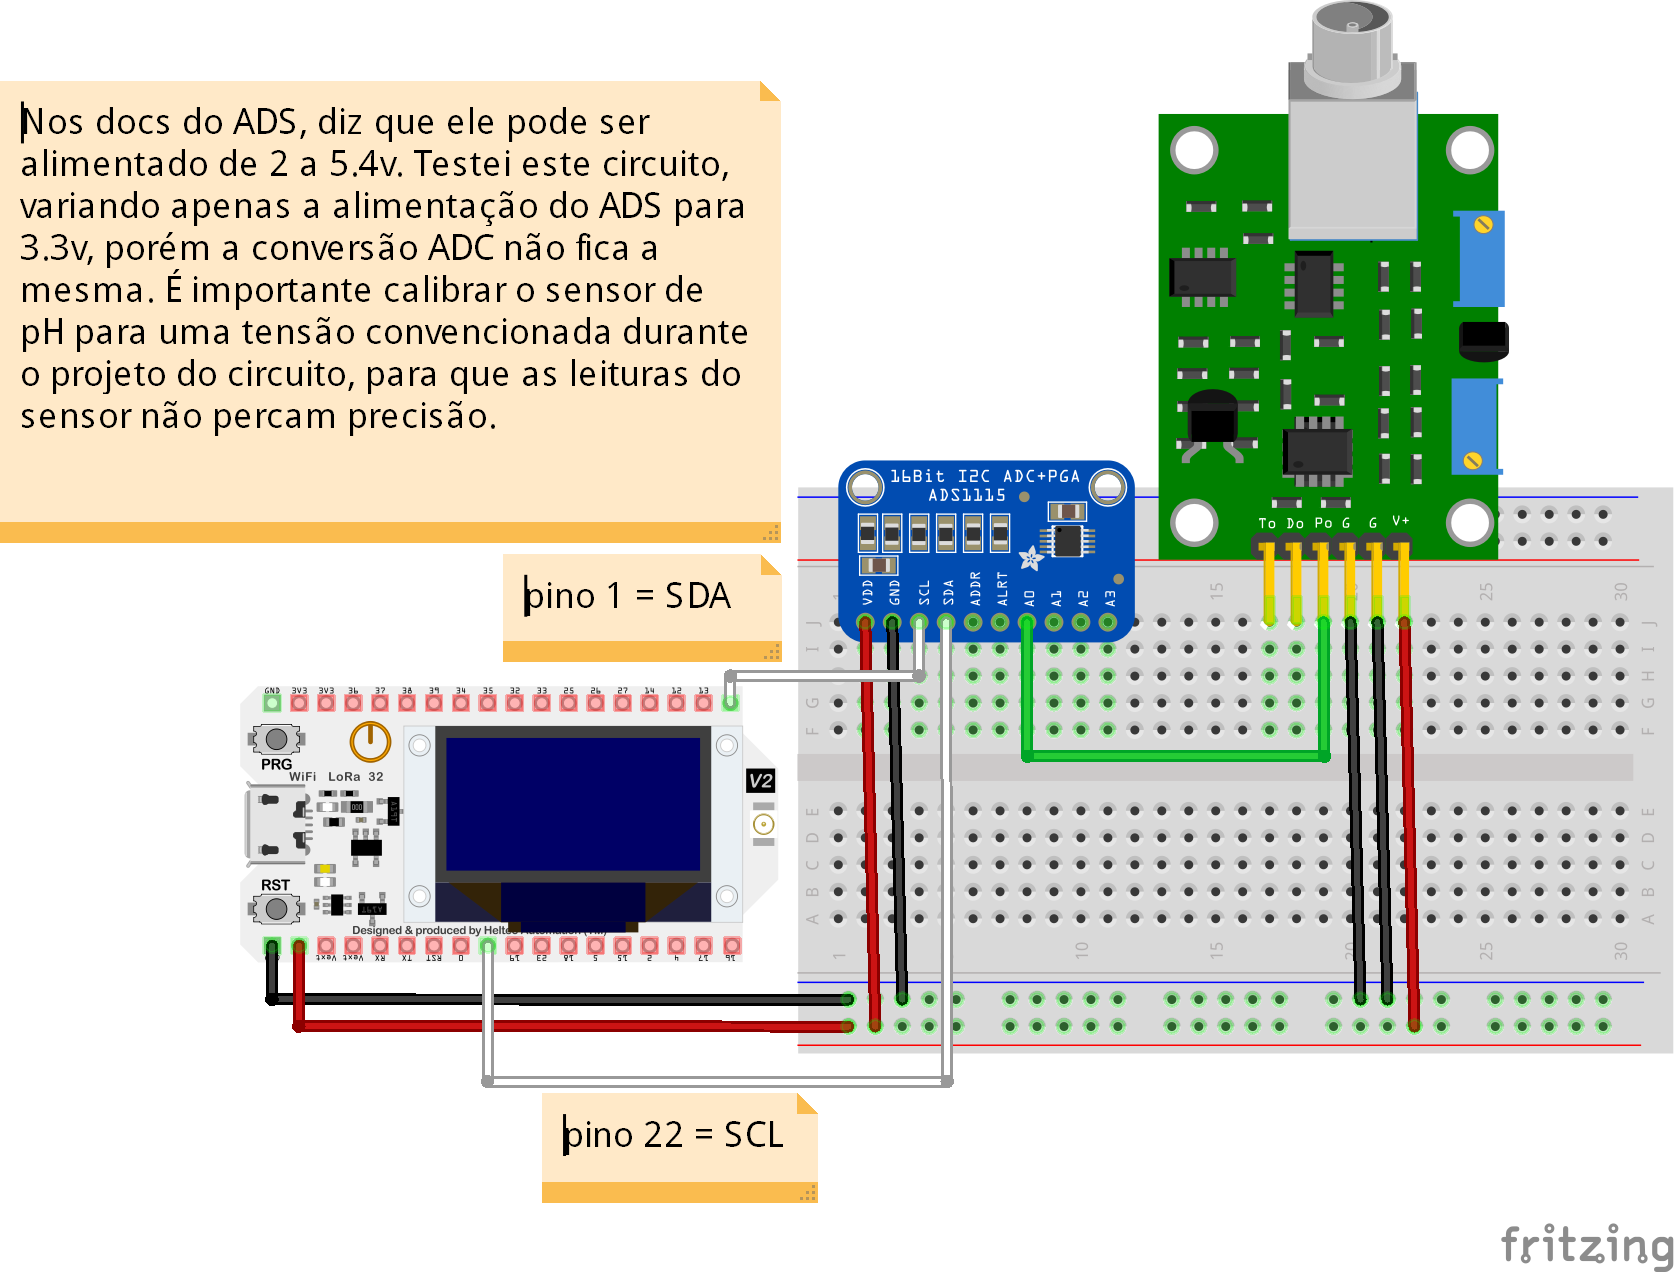 Nos docs do ADS, diz que ele pode ser
alimentado de 2 a 5.4v. Testei este circuito,
variando apenas a alimentação do ADS para
3.3v, porém a conversão ADC não fica a
mesma. É importante calibrar o sensor de
pH para uma tensão convencionada durante
o projeto do circuito, para que as leituras do
sensor não percam precisão.
16Bit I2C ADC+PGA
ADS1115
VDD GND SCL SDA ADDR ALRT A0 A1 A2 A3
To Do Po G G V+
pino 1 = SDA
GND 3V3 3V3 36 37 38 39 34 35 32 33 25 26 27 14 12 13
PRG
WiFi LoRa 32
V2
RST
Designed & produced by Heltec Automation
Vext Vext RX TX RST 0 19 23 18 5 15 2 4 17 16
1 15 25 30
J J
I I
H
G G
F F
E E
D D
C C
B B
A A
1 10 15 25 30
pino 22 = SCL
fritzing